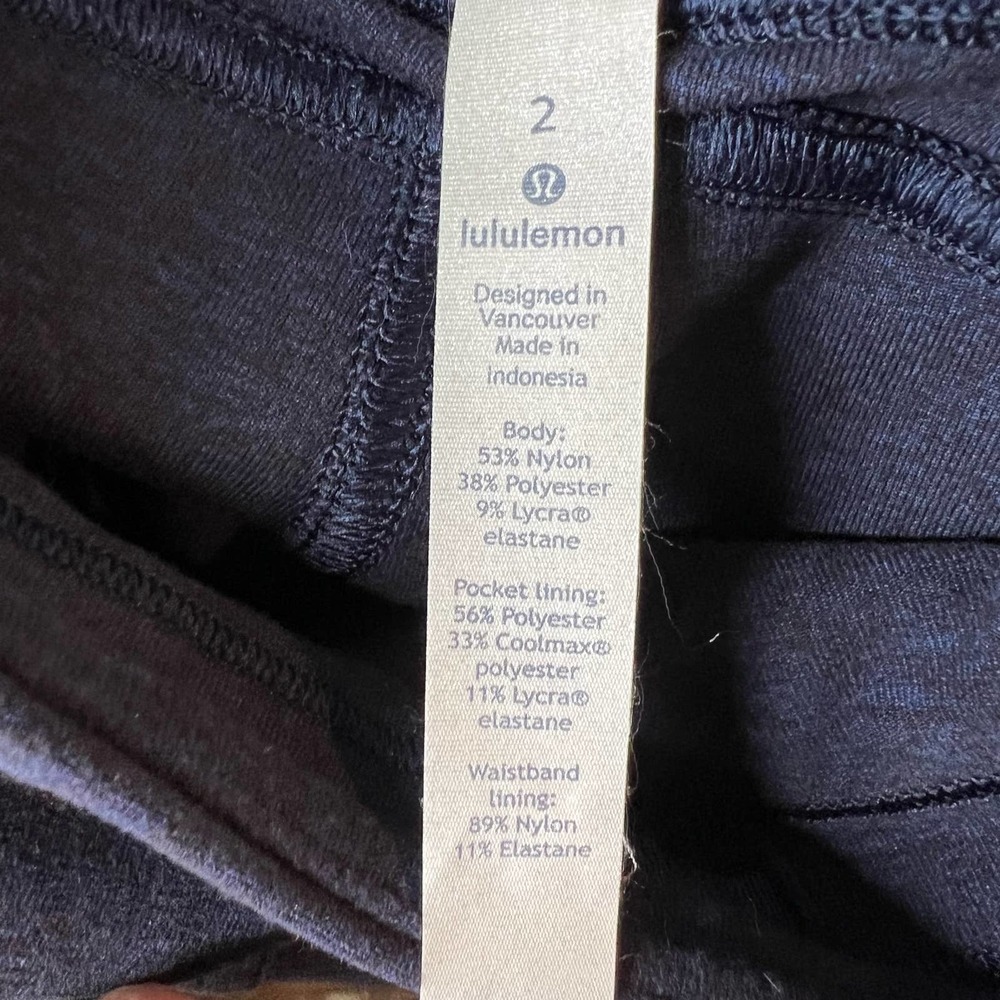 2
lululemon
Designed in
Vancouver
Made in
Indonesia
Body:
53% Nylon
38% Polyester
9% Lycra®
elastane
Pocket lining:
56% Polyester
33% Coolmax®
polyester
11% Lycra®
elastane
Waistband
lining:
89% Nylon
11% Elastane